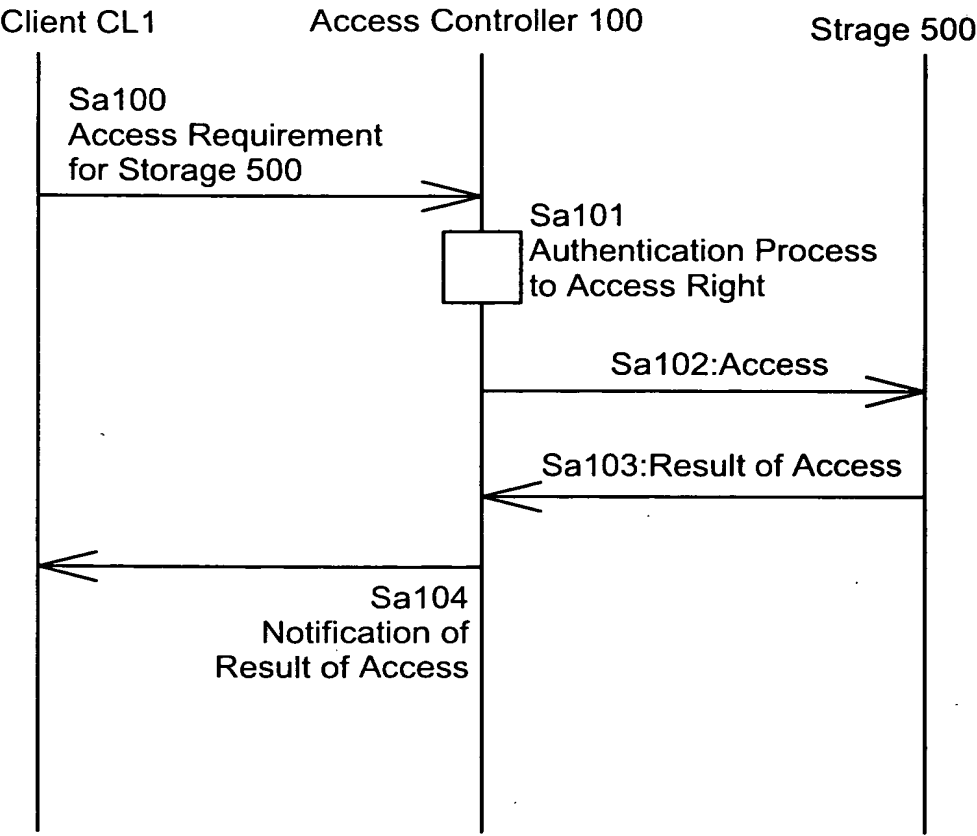 Client CL1
Access Controller 100
Strage 500
Sa100
Access Requirement
for Storage 500
Sa101
Authentication Process
to Access Right
Sa102:Access
Sa103:Result of Access
Sa104
Notification of
Result of Access